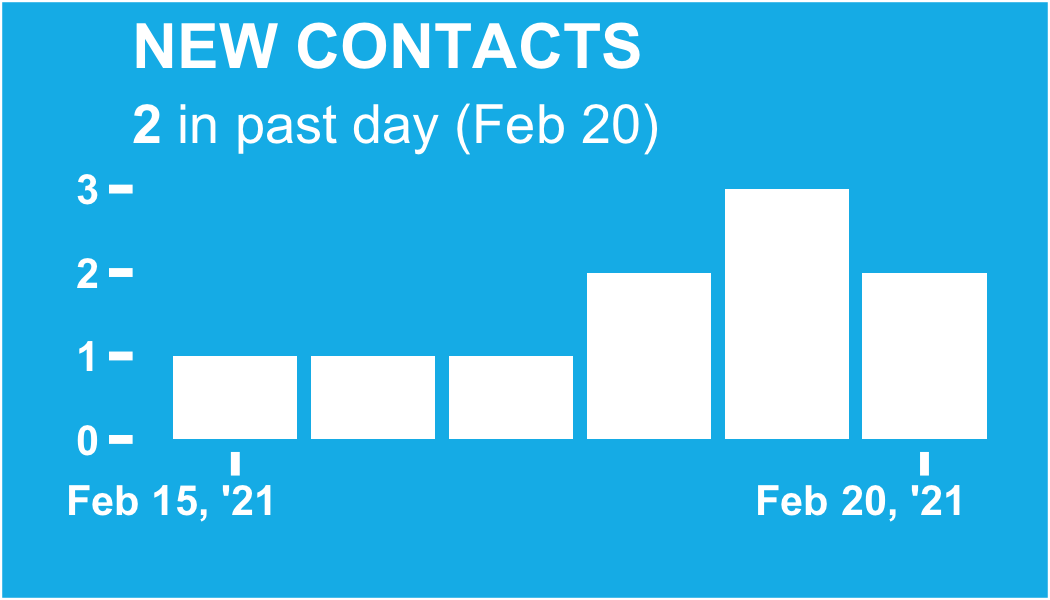 NEW CONTACTS
2 in past day (Feb 20)
3
2
1
0
Feb 15, '21 Feb 20, '21